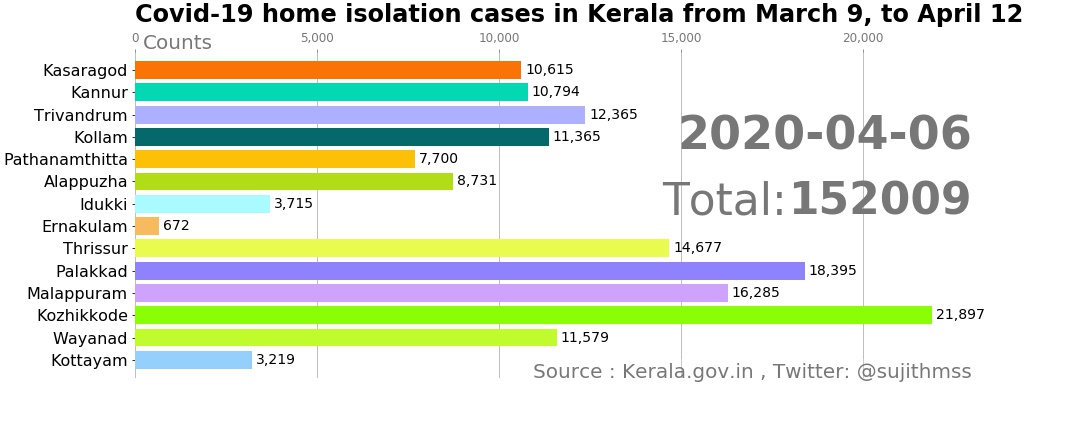 Covid-19 home isolation cases in Kerala from March 9, to April 12
0 5,000 10,000 15,000 20,000
Counts
Kasaragod 10,615
Kannur 10,794
Trivandrum 12,365
Kollam 11,365
Pathanamthitta 7,700
Alappuzha 8,731
Idukki 3,715
Ernakulam 672
Thrissur 14,677
Palakkad 18,395
Malappuram 16,285
Kozhikkode 21,897
Wayanad 11,579
Kottayam 3,219
2020-04-06
Total:152009
Source : Kerala.gov.in , Twitter: @sujithmss